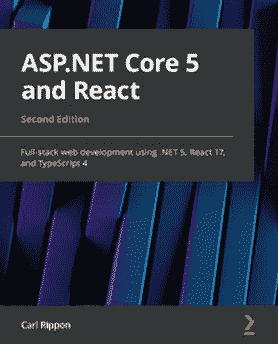 ASP.NET Core 5
and React
Second Edition
Full-stack web development using .NET 5, React 17,
and TypeScript 4
Carl Rippon